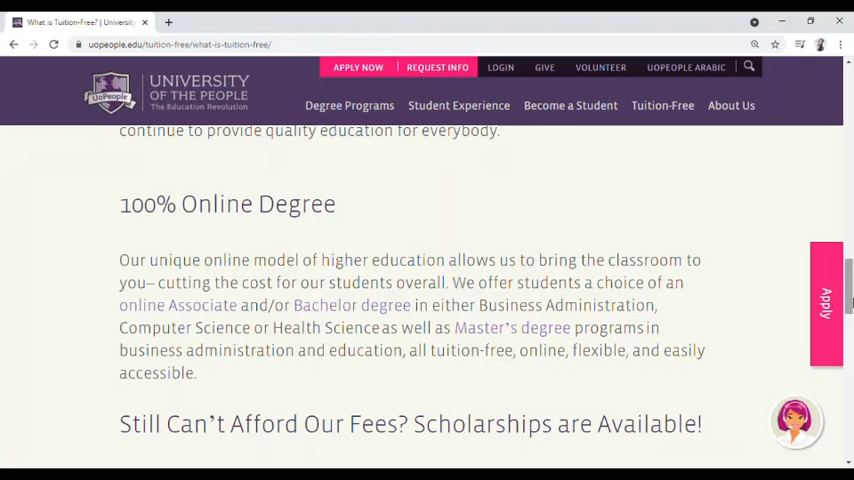 What is Tuition-Free? | University
uopeople.edu/tuition-free/what-is-tuition-free/
APPLY NOW | REQUEST INFO LOGIN GIVE VOLUNTEER UOPEOPLE ARABIC
UoPeople
UNIVERSITY
OF THE PEOPLE
The Education Revolution
Degree Programs Student Experience Become a Student Tuition-Free About Us
continue to provide quality education for everybody.
100% Online Degree
Our unique online model of higher education allows us to bring the classroom to
you– cutting the cost for our students overall. We offer students a choice of an
online Associate and/or Bachelor degree in either Business Administration,
Computer Science or Health Science as well as Master's degree programs in
business administration and education, all tuition-free, online, flexible, and easily
accessible.
Apply
Still Can't Afford Our Fees? Scholarships are Available!